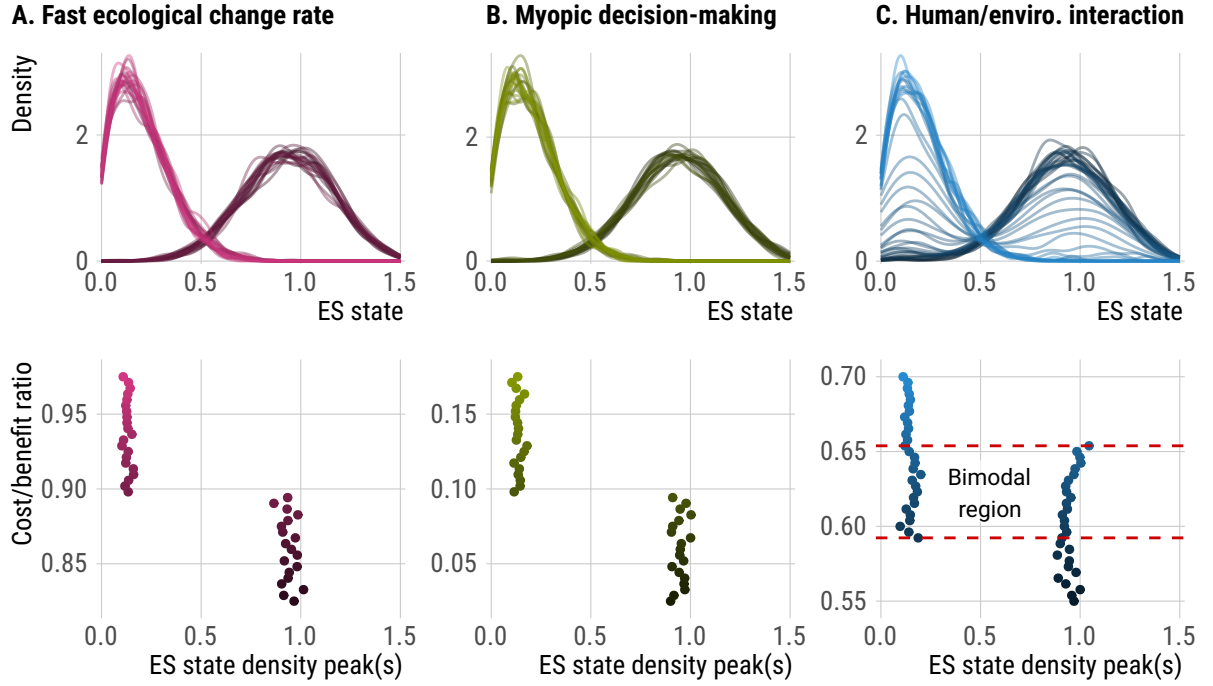 A. Fast ecological change rate
B. Myopic decision-making
C. Human/enviro. interaction
Density
2
0
0.0 0.5 1.0 1.5
ES state
2
0
0.0 0.5 1.0 1.5
ES state
2
0
0.0 0.5 1.0 1.5
ES state
Cost/benefit ratio
0.95
0.90
0.85
0.0 0.5 1.0 1.5
ES state density peak(s)
0.15
0.10
0.05
0.0 0.5 1.0 1.5
ES state density peak(s)
0.70
0.65
0.60
0.55
Bimodal
region
0.0 0.5 1.0 1.5
ES state density peak(s)